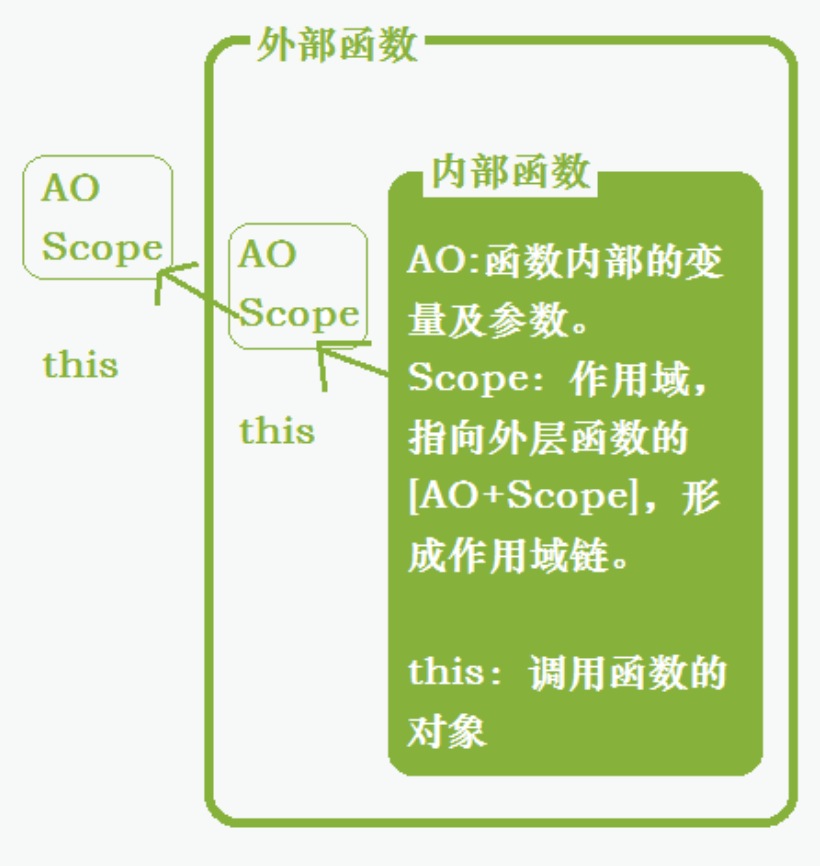 外部函数
AO
Scope
this
AO
Scope
this
内部函数
AO:函数内部的变
量及参数。
Scope: 作用域,
指向外层函数的
[AO+Scope], 形
成作用域链。
this: 调用函数的
对象